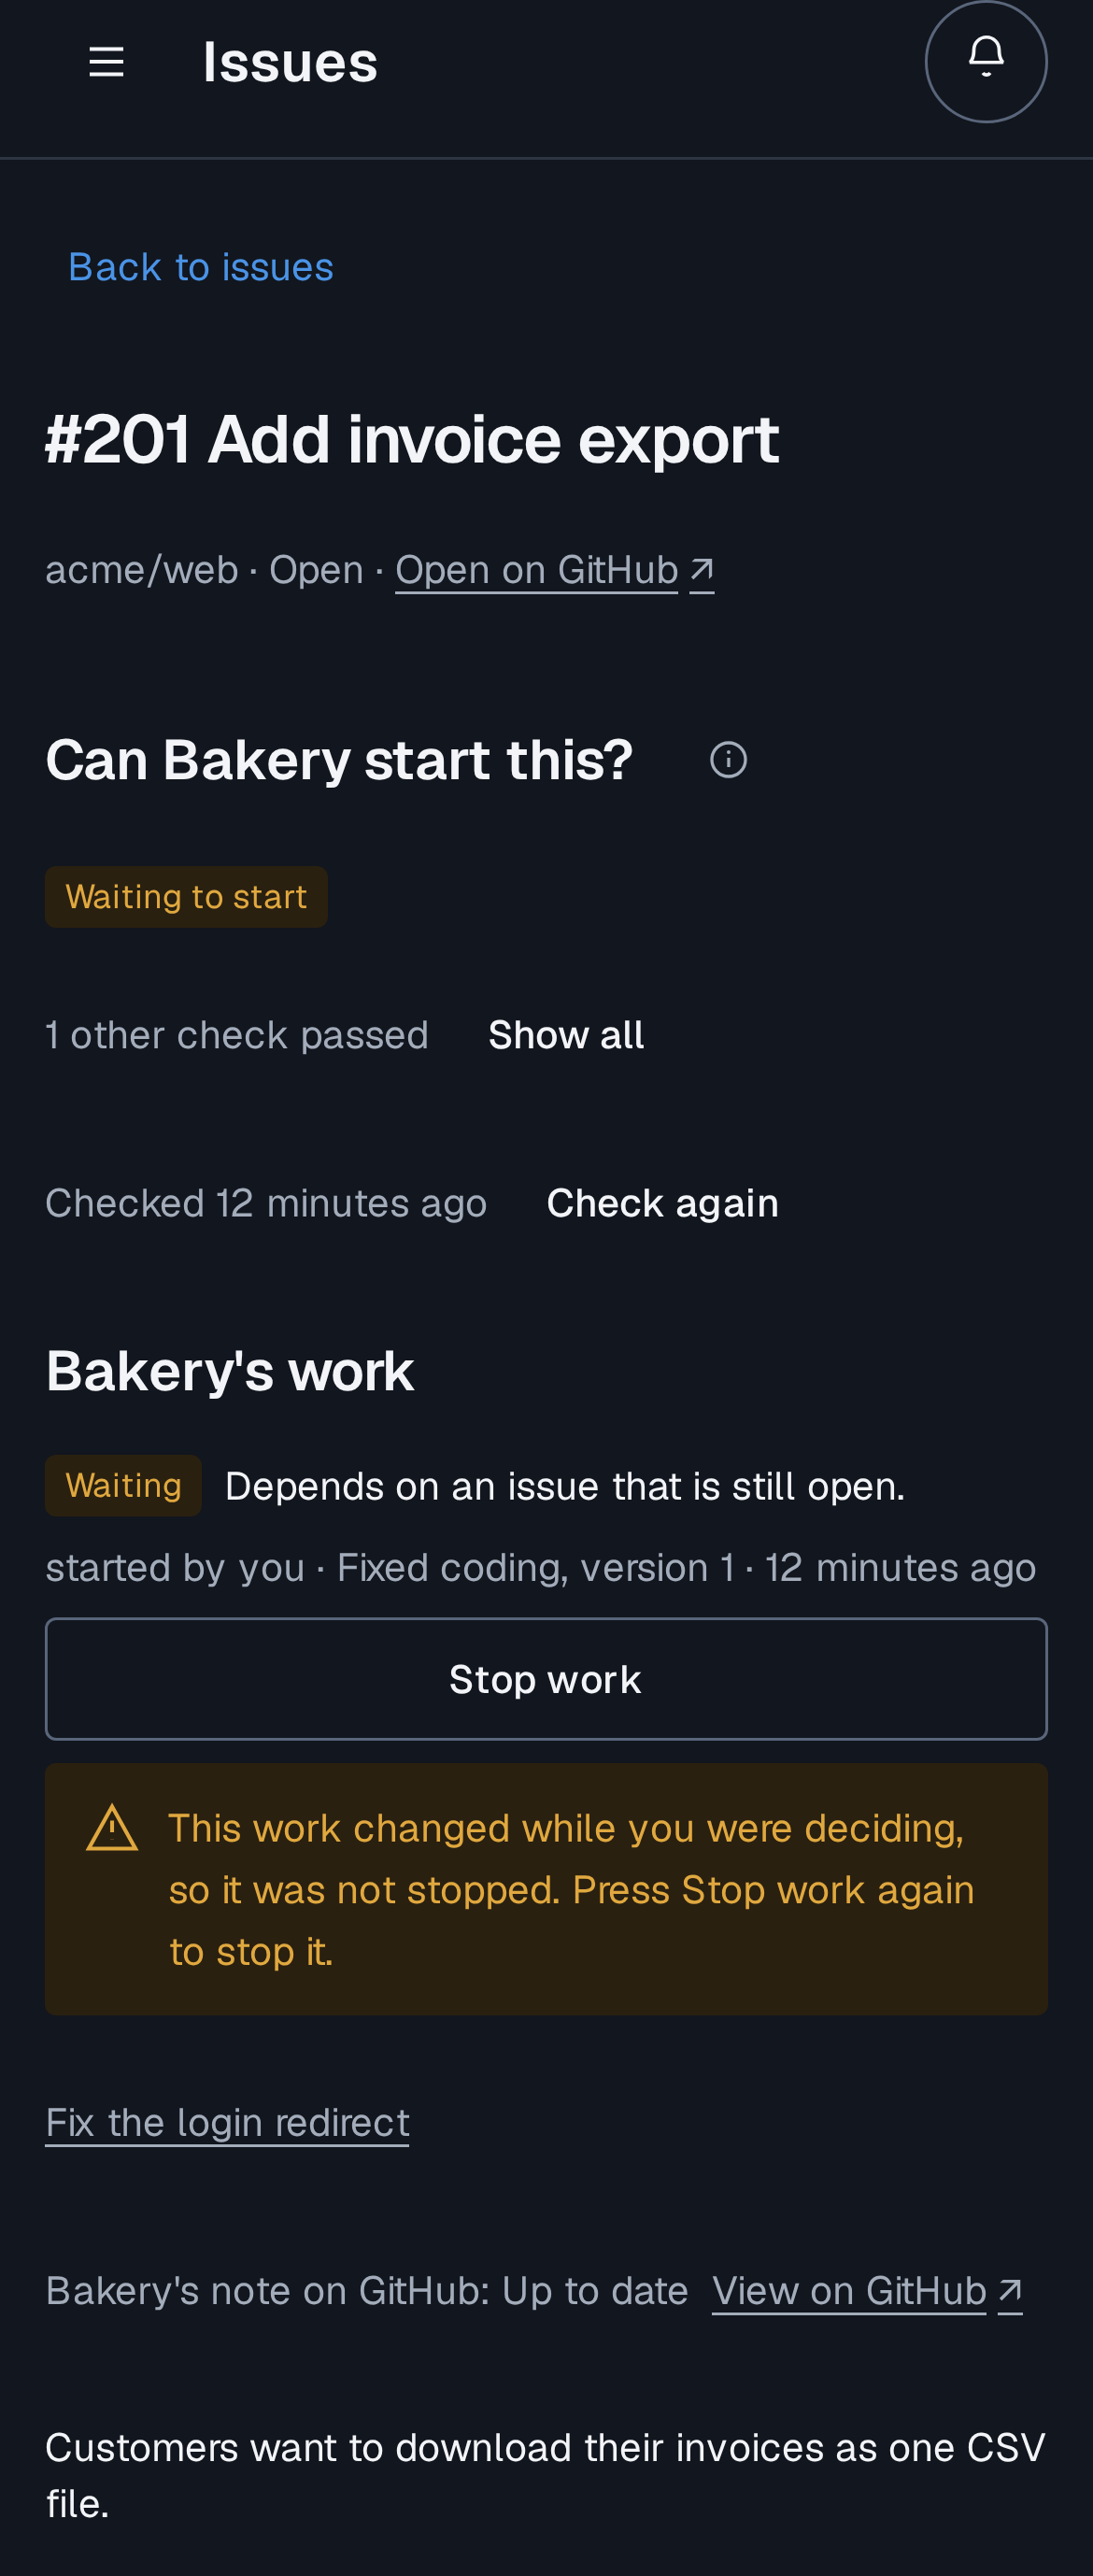 Issues
Back to issues
#201 Add invoice export
acme/web · Open · Open on GitHub ↗
Can Bakery start this?
Waiting to start
1 other check passed Show all
Checked 12 minutes ago Check again
Bakery's work
Waiting Depends on an issue that is still open.
started by you · Fixed coding, version 1 · 12 minutes ago
Stop work
This work changed while you were deciding,
so it was not stopped. Press Stop work again
to stop it.
Fix the login redirect
Bakery's note on GitHub: Up to date View on GitHub ↗
Customers want to download their invoices as one CSV
file.